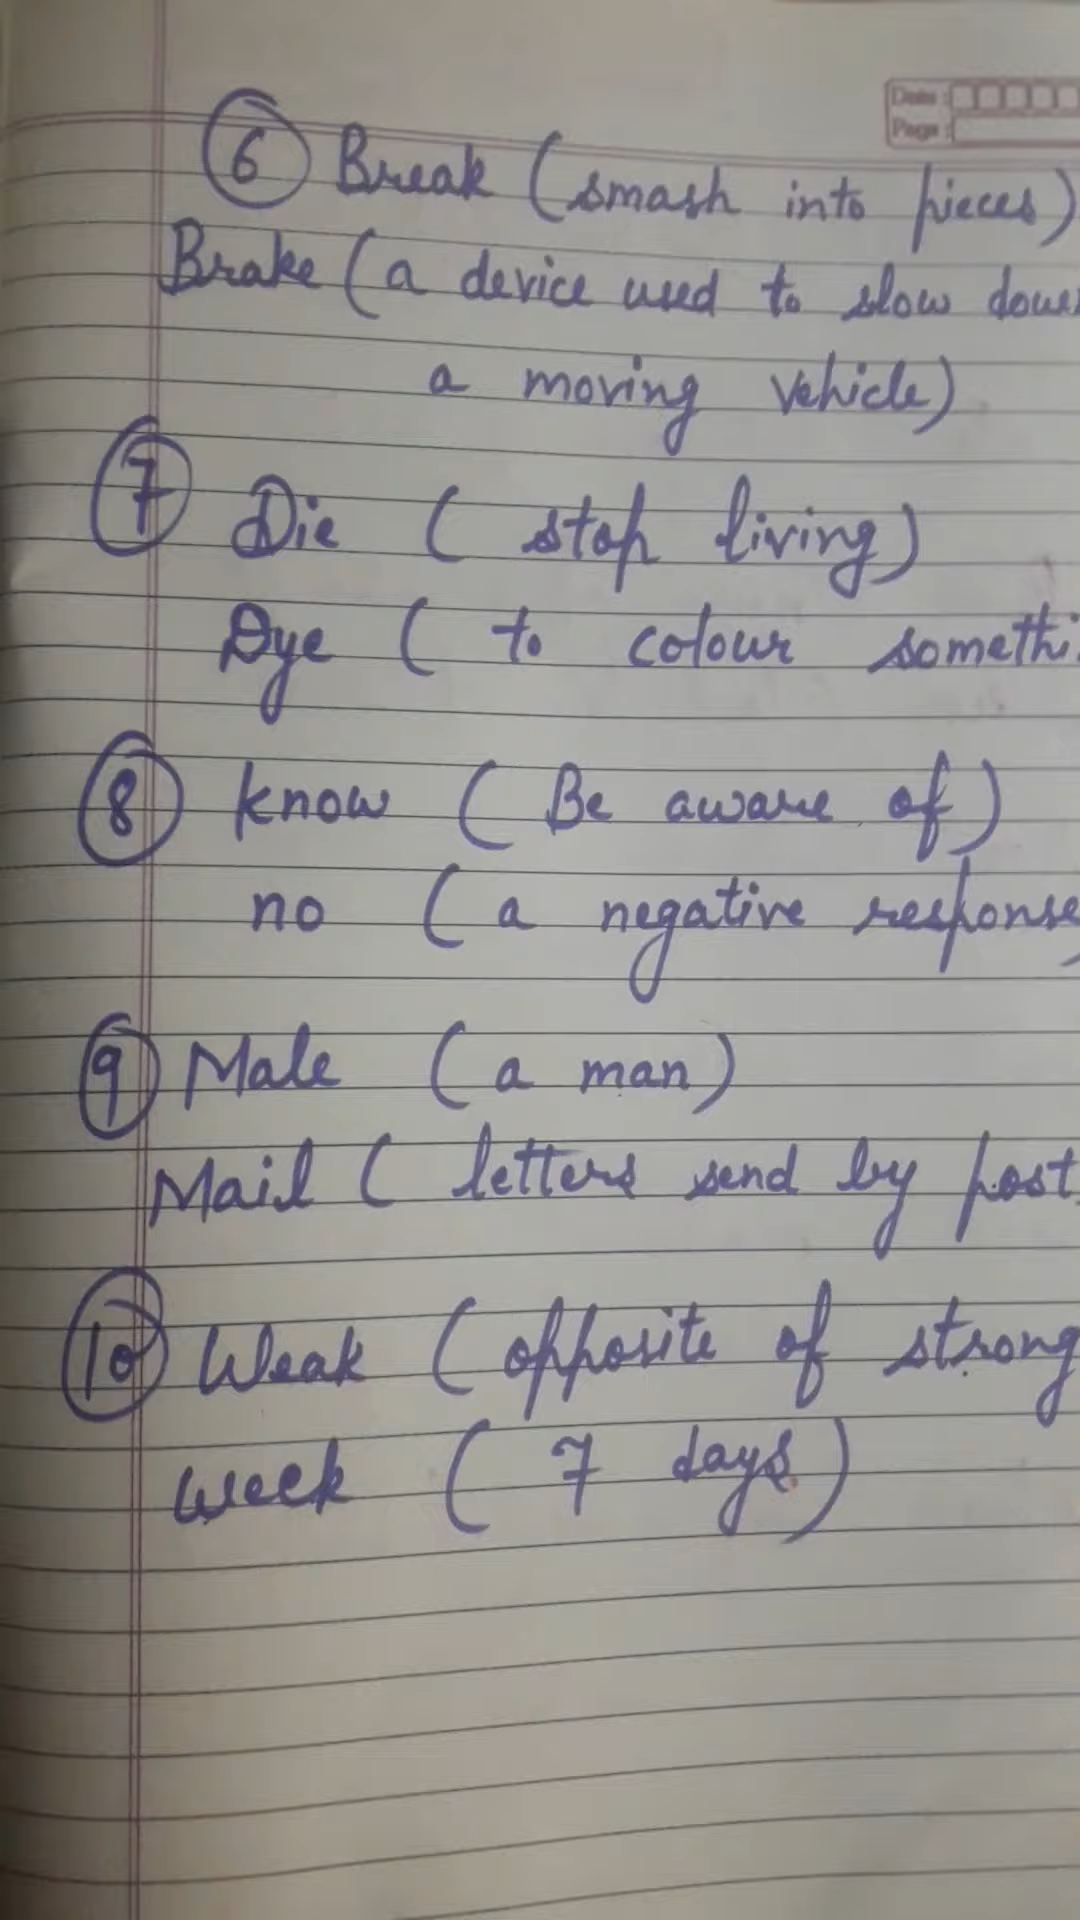 Date :
Page :
6 Break (smash into pieces)
Brake (a device used to slow down
a moving vehicle)
7 Die ( stop living)
Dye ( to colour somethi
8 know ( Be aware of)
no ( a negative response)
9 Male ( a man)
Mail ( letters send by post
10 Weak ( opposite of strong
week ( 7 days)